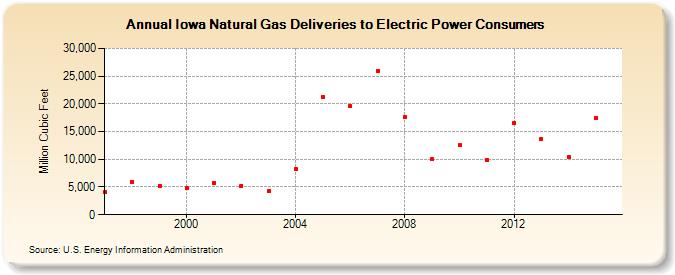 Annual Iowa Natural Gas Deliveries to Electric Power Consumers
Million Cubic Feet
30,000
25,000
20,000
15,000
10,000
5,000
0
2000 2004 2008 2012
Source: U.S. Energy Information Administration